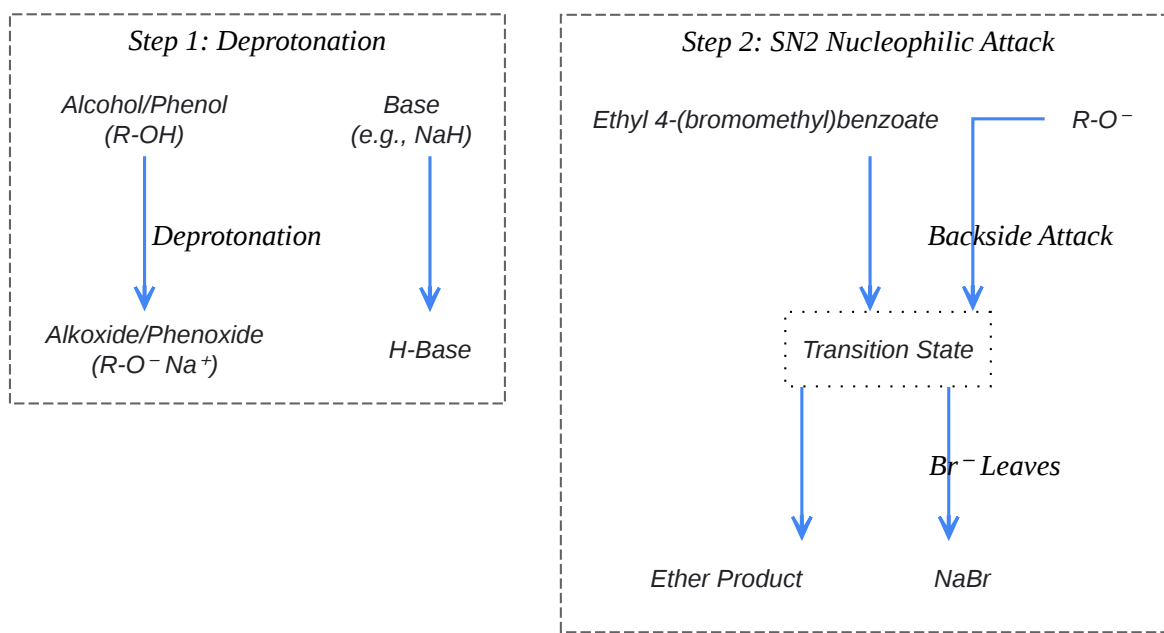 Step 1: Deprotonation
Alcohol/Phenol
(R-OH)
Base
(e.g., NaH)
Deprotonation
Alkoxide/Phenoxide
(R-O⁻ Na⁺)
H-Base
Step 2: SN2 Nucleophilic Attack
Ethyl 4-(bromomethyl)benzoate
R-O⁻
Backside Attack
Transition State
Br⁻ Leaves
Ether Product
NaBr